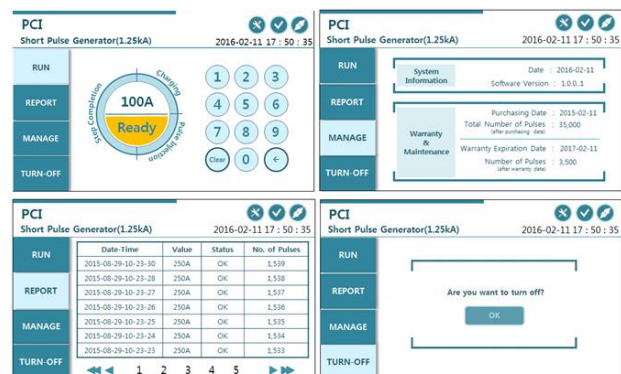 PCI
Short Pulse Generator(1.25kA)
2016-02-11 17 : 50 : 35
RUN
REPORT
MANAGE
TURN-OFF
Charging
Pulse Injection
Step Completion
100A
Ready
1 2 3
4 5 6
7 8 9
Clear 0 ←
PCI
Short Pulse Generator(1.25kA)
2016-02-11 17 : 50 : 35
RUN
REPORT
MANAGE
TURN-OFF
System
Information
Date : 2016-02-11
Software Version : 1.0.0.1
Warranty
&
Maintenance
Purchasing Date : 2015-02-11
Total Number of Pulses : 35,000
(after purchasing date)
Warranty Expiration Date : 2017-02-11
Number of Pulses : 3,500
(after warranty date)
PCI
Short Pulse Generator(1.25kA)
2016-02-11 17 : 50 : 35
RUN
REPORT
MANAGE
TURN-OFF
Date-Time Value Status No. of Pulses
2015-08-29-10-23-30 250A OK 1,539
2015-08-29-10-23-28 250A OK 1,538
2015-08-29-10-23-27 250A OK 1,537
2015-08-29-10-23-26 250A OK 1,536
2015-08-29-10-23-25 250A OK 1,535
2015-08-29-10-23-24 250A OK 1,534
2015-08-29-10-23-23 250A OK 1,533
1 2 3 4 5
PCI
Short Pulse Generator(1.25kA)
2016-02-11 17 : 50 : 35
RUN
REPORT
MANAGE
TURN-OFF
Are you want to turn off?
OK